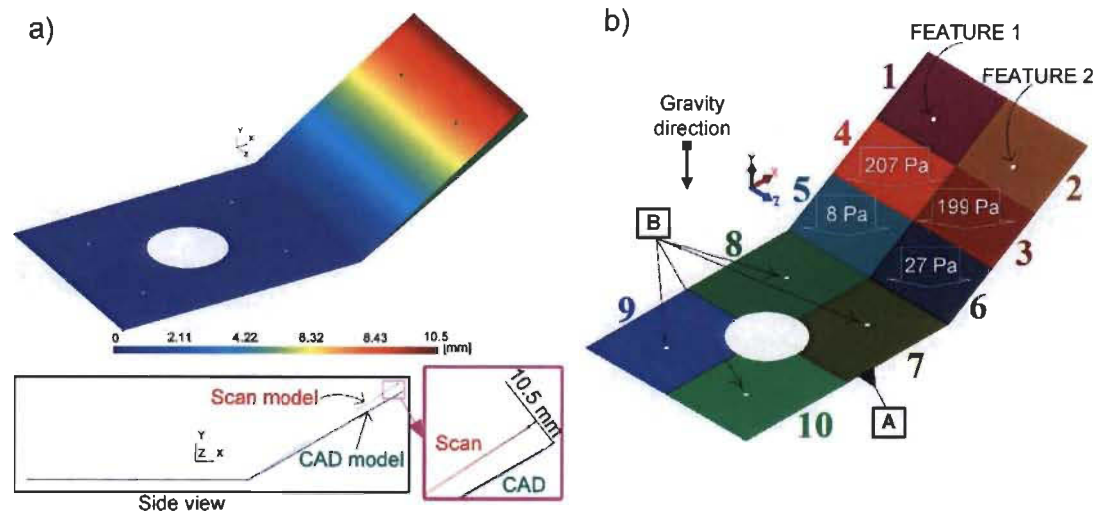 a)
Y
X
Z
0 2.11 4.22 6.32 8.43 10.5
[mm]
Scan model
Y
Z X
CAD model
Side view
10.5 mm
Scan
CAD
b)
FEATURE 1
FEATURE 2
Gravity
direction
Y
X
Z
1
2
4
207 Pa
199 Pa
3
5
8 Pa
27 Pa
6
B
8
9
7
10
A